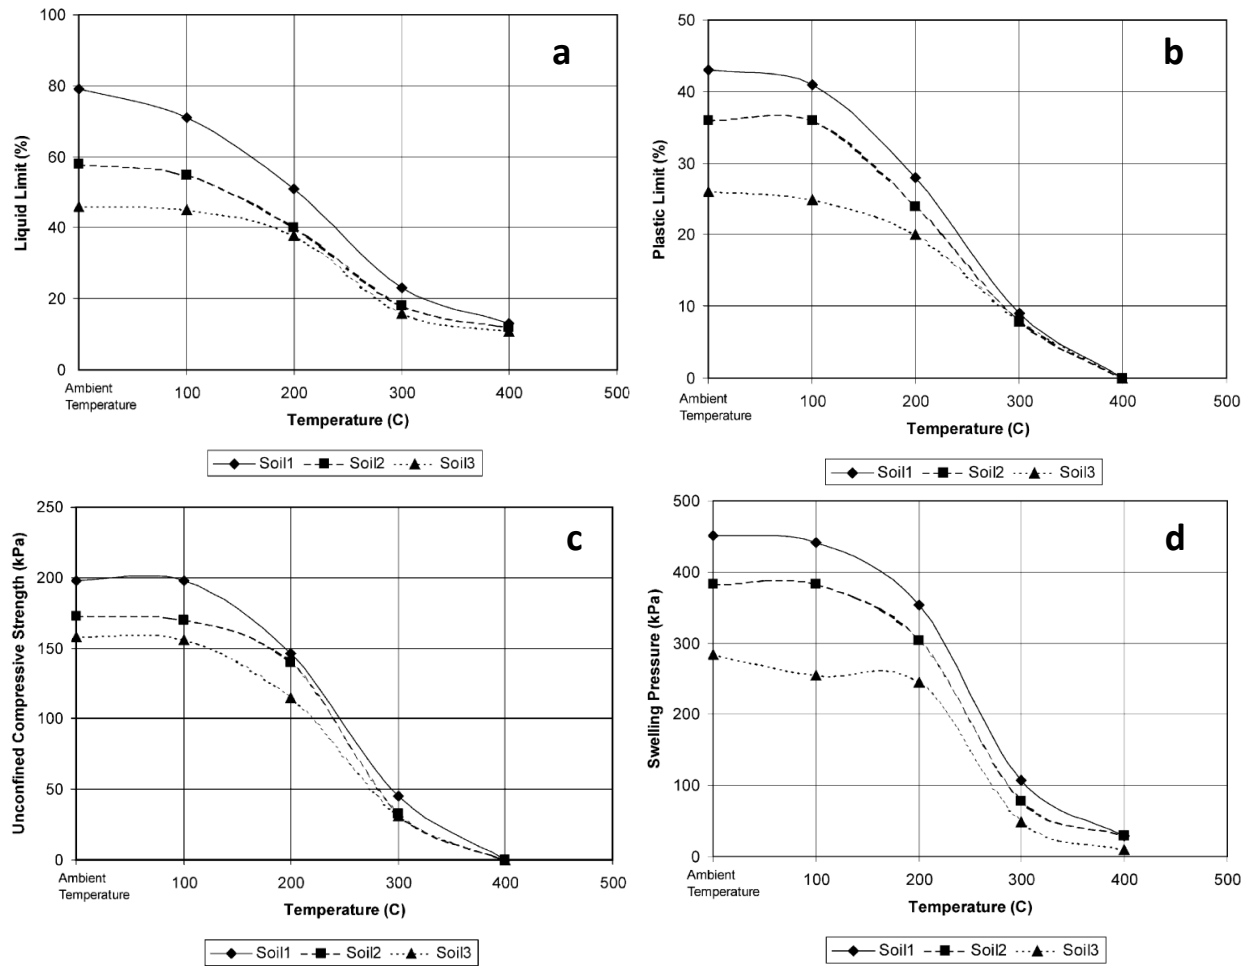 a
Liquid Limit (%)
100
80
60
40
20
0
Ambient
Temperature
100
200
300
400
500
Temperature (C)
Soil1
Soil2
Soil3
b
Plastic Limit (%)
50
40
30
20
10
0
Ambient
Temperature
100
200
300
400
500
Temperature (C)
Soil1
Soil2
Soil3
c
Unconfined Compressive Strength (kPa)
250
200
150
100
50
0
Ambient
Temperature
100
200
300
400
500
Temperature (C)
Soil1
Soil2
Soil3
d
Swelling Pressure (kPa)
500
400
300
200
100
0
Ambient
Temperature
100
200
300
400
500
Temperature (C)
Soil1
Soil2
Soil3